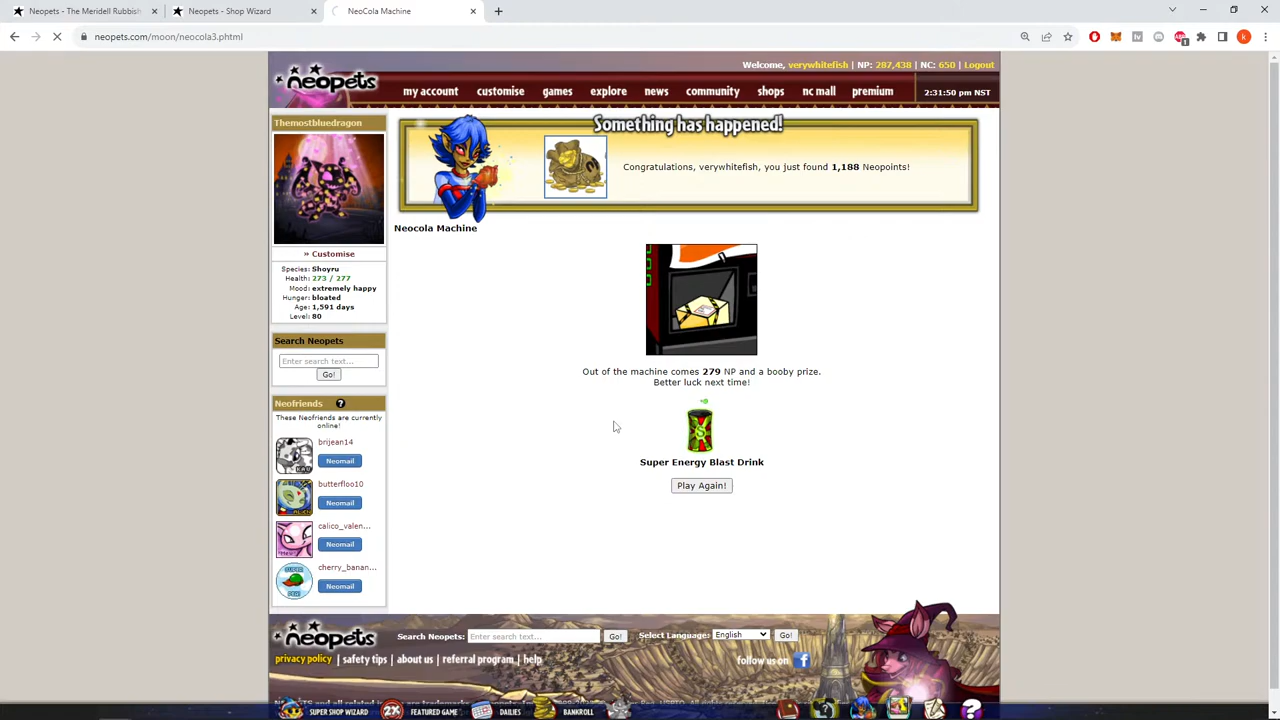 Neopets - The Meridell Rubbish
Neopets - Shop Wizard
NeoCola Machine
neopets.com/moon/neocola3.phtml
neopets
Welcome, verywhitefish | NP: 287,438 | NC: 650 | Logout
my account customise games explore news community shops nc mall premium
2:31:50 pm NST
Themostbluedragon
» Customise
Species: Shoyru
Health: 273 / 277
Mood: extremely happy
Hunger: bloated
Age: 1,591 days
Level: 80
Search Neopets
Enter search text...
Go!
Neofriends
These Neofriends are currently
online!
brijean14
Neomail
butterfloo10
Neomail
calico_valen...
Neomail
cherry_banan...
Neomail
Something has happened!
Congratulations, verywhitefish, you just found 1,188 Neopoints!
Neocola Machine
Out of the machine comes 279 NP and a booby prize.
Better luck next time!
Super Energy Blast Drink
Play Again!
neopets
Search Neopets: Enter search text... Go! Select Language: English Go!
privacy policy | safety tips | about us | referral program | help
follow us on
SUPER SHOP WIZARD
2X FEATURED GAME
DAILIES
BANKROLL